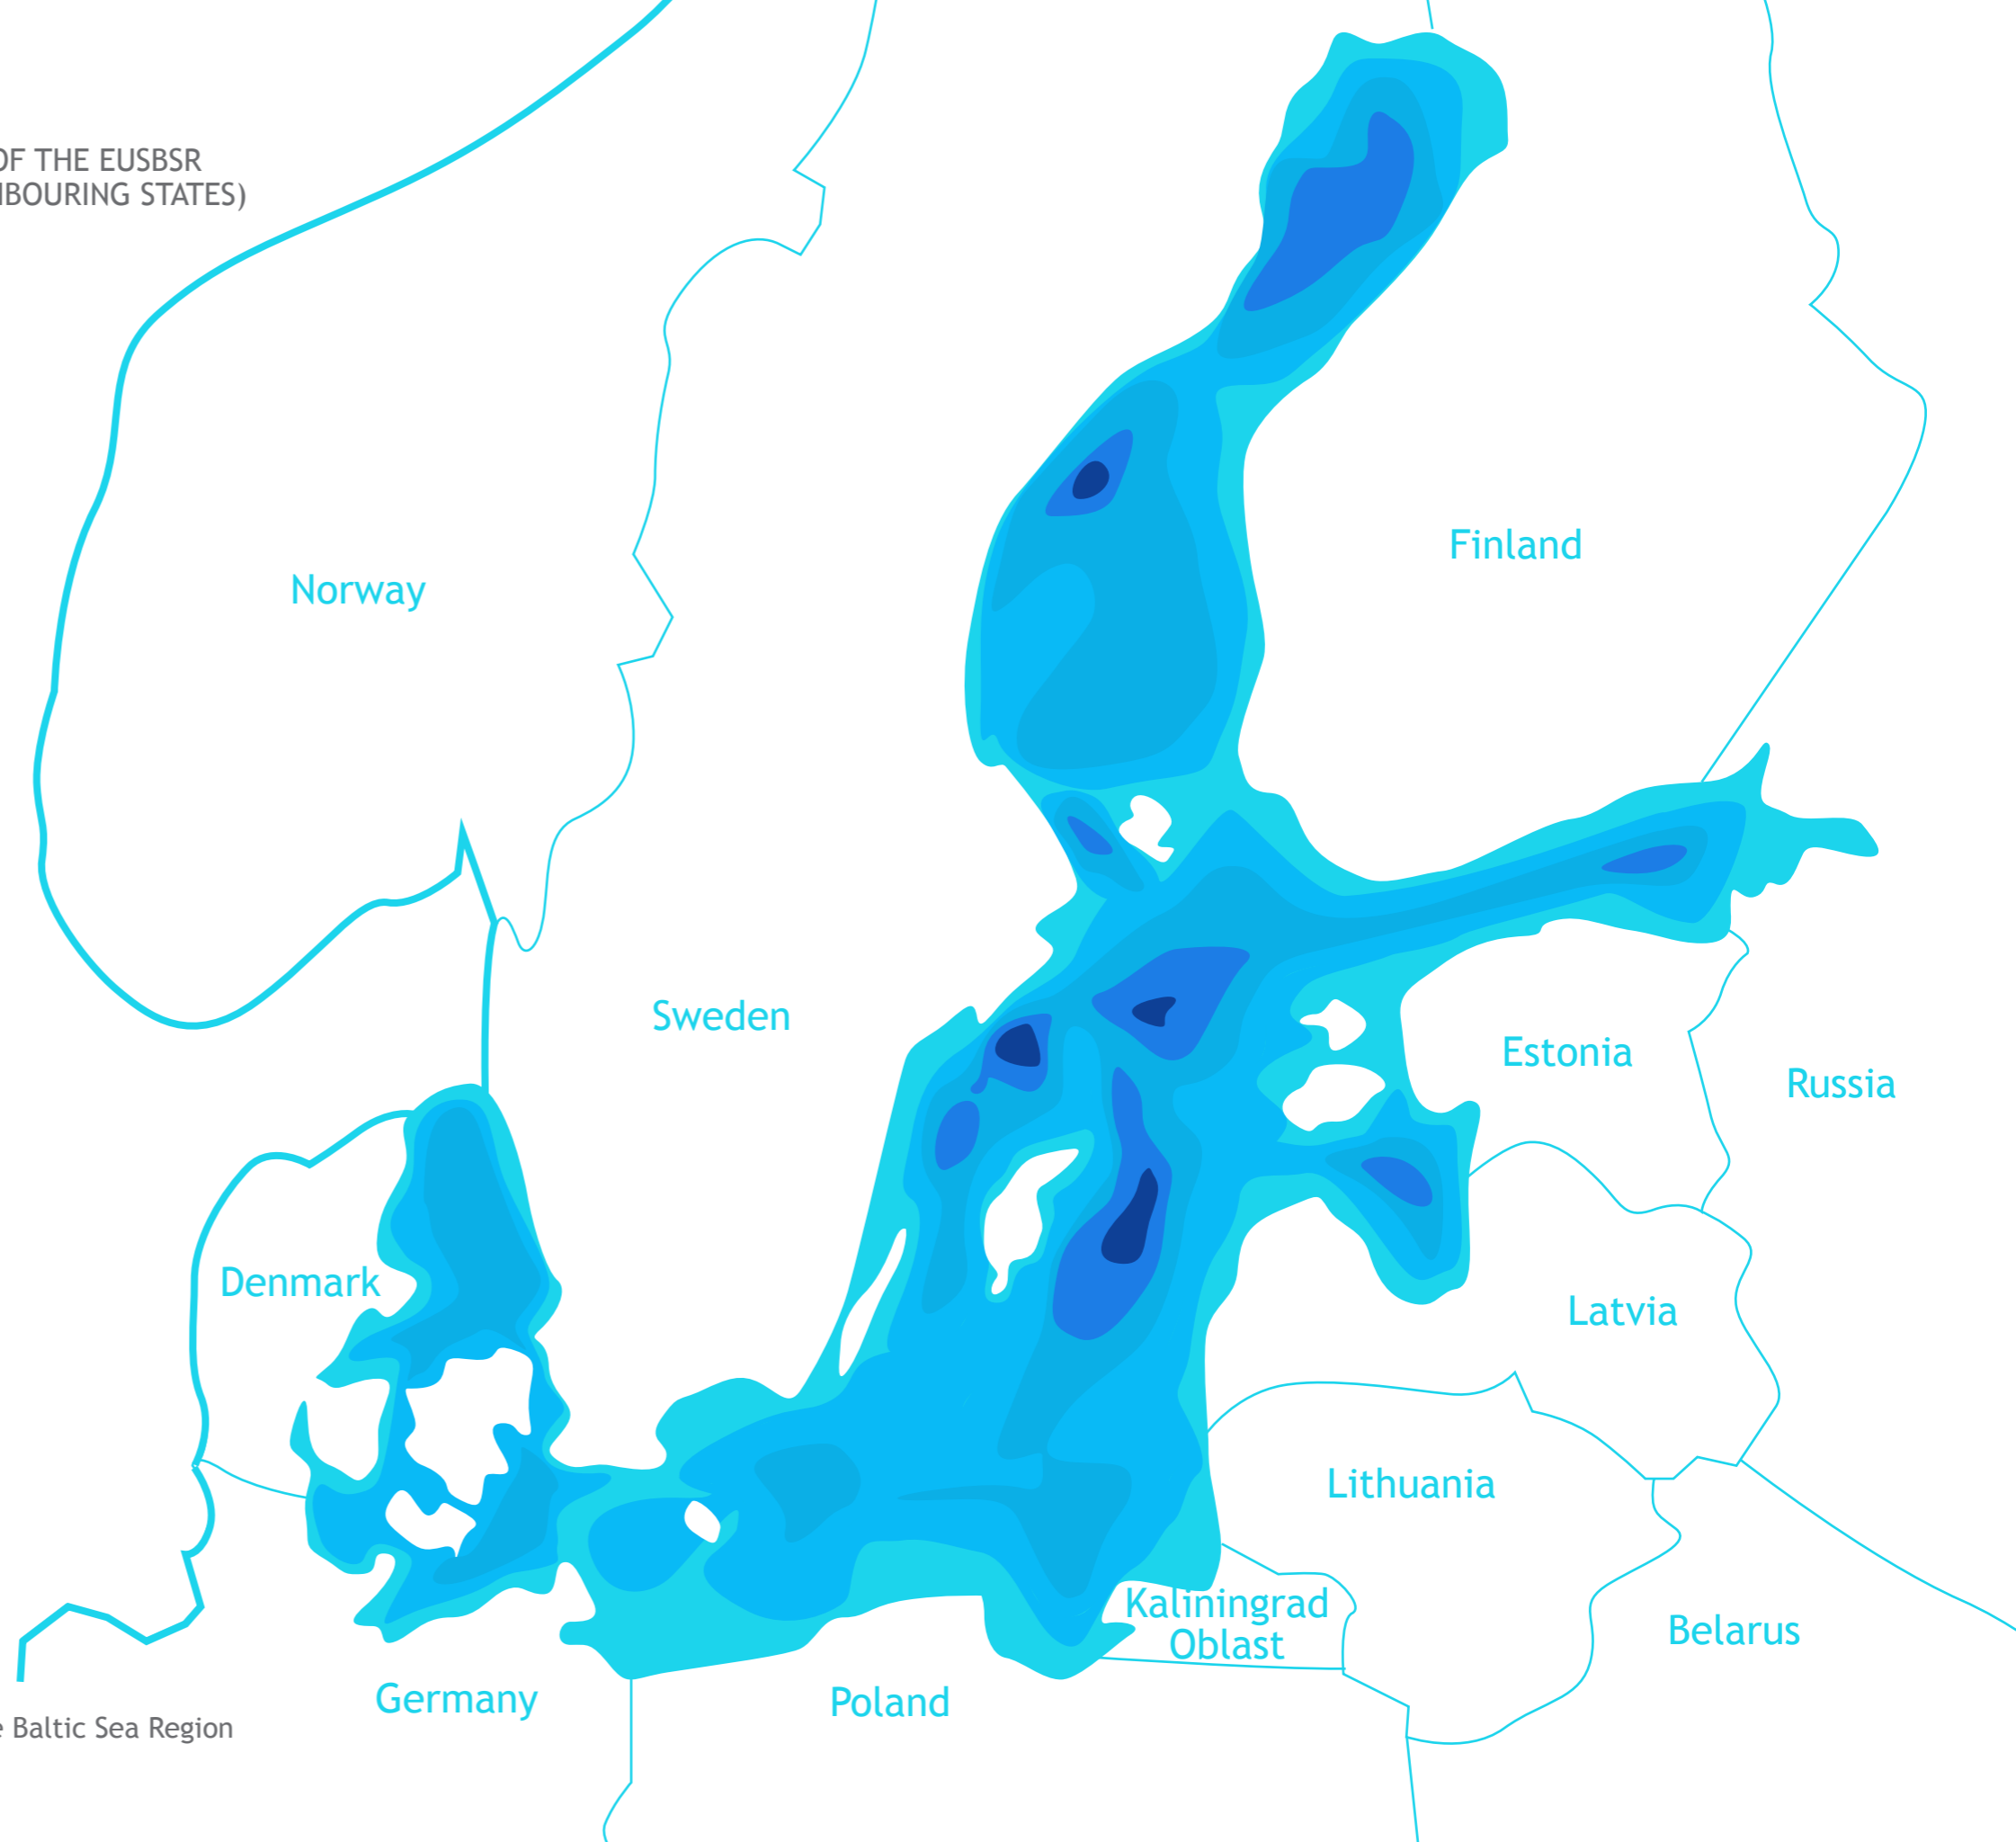 OF THE EUSBSR
STATES)
Finland
Norway
Sweden
Estonia
Russia
Denmark
Latvia
Lithuania
Kaliningrad
Oblast
Belarus
Germany
Poland
Baltic Sea Region